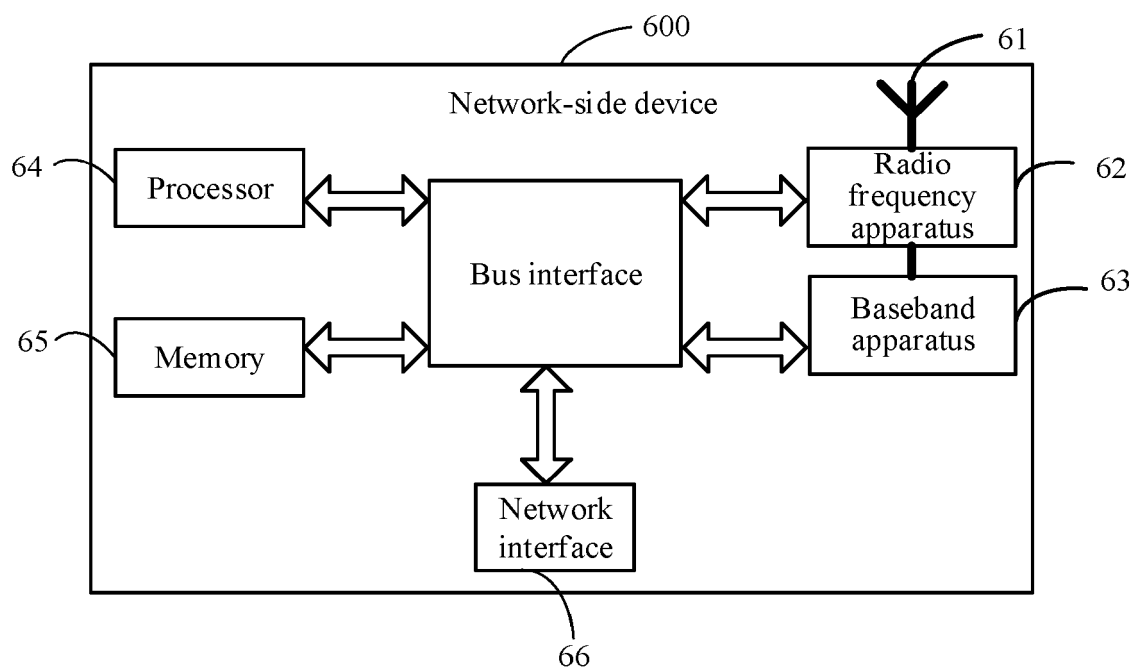 600
61
Network-side device
64
Processor
Radio
frequency
apparatus
62
Bus interface
63
Baseband
apparatus
65
Memory
Network
interface
66